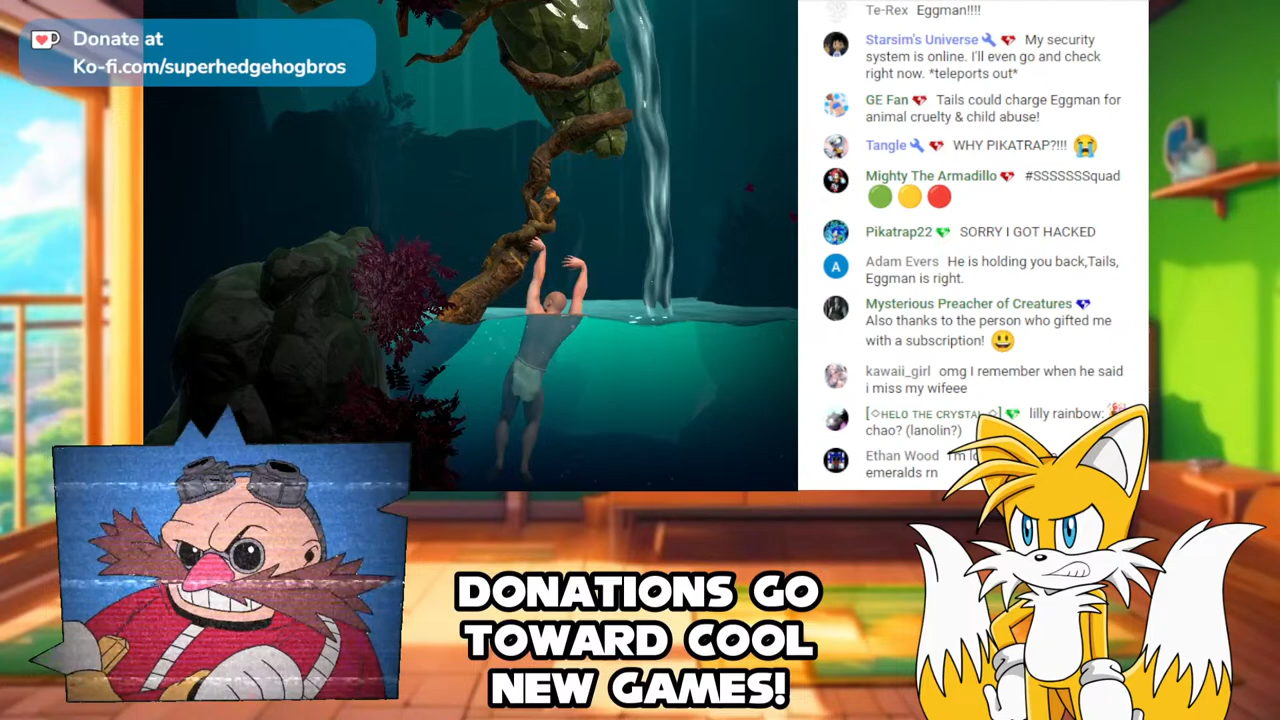 Donate at
Ko-fi.com/superhedgehogbros
Te-Rex Eggman!!!!
Starsim's Universe My security
system is online. I'll even go and check
right now. *teleports out*
GE Fan Tails could charge Eggman for
animal cruelty & child abuse!
Tangle WHY PIKATRAP?!!! 😭
Mighty The Armadillo #SSSSSSSquad
🟢 🟡 🔴
Pikatrap22 SORRY I GOT HACKED
Adam Evers He is holding you back,Tails,
A
Eggman is right.
Mysterious Preacher of Creatures
Also thanks to the person who gifted me
with a subscription! 😃
kawaii_girl omg I remember when he said
i miss my wifeee
[◇HELO THE CRYSTAL ◇] lilly rainbow: 
chao? (lanolin?)
Ethan Wood I'm
emeralds rn
DONATIONS GO
TOWARD COOL
NEW GAMES!